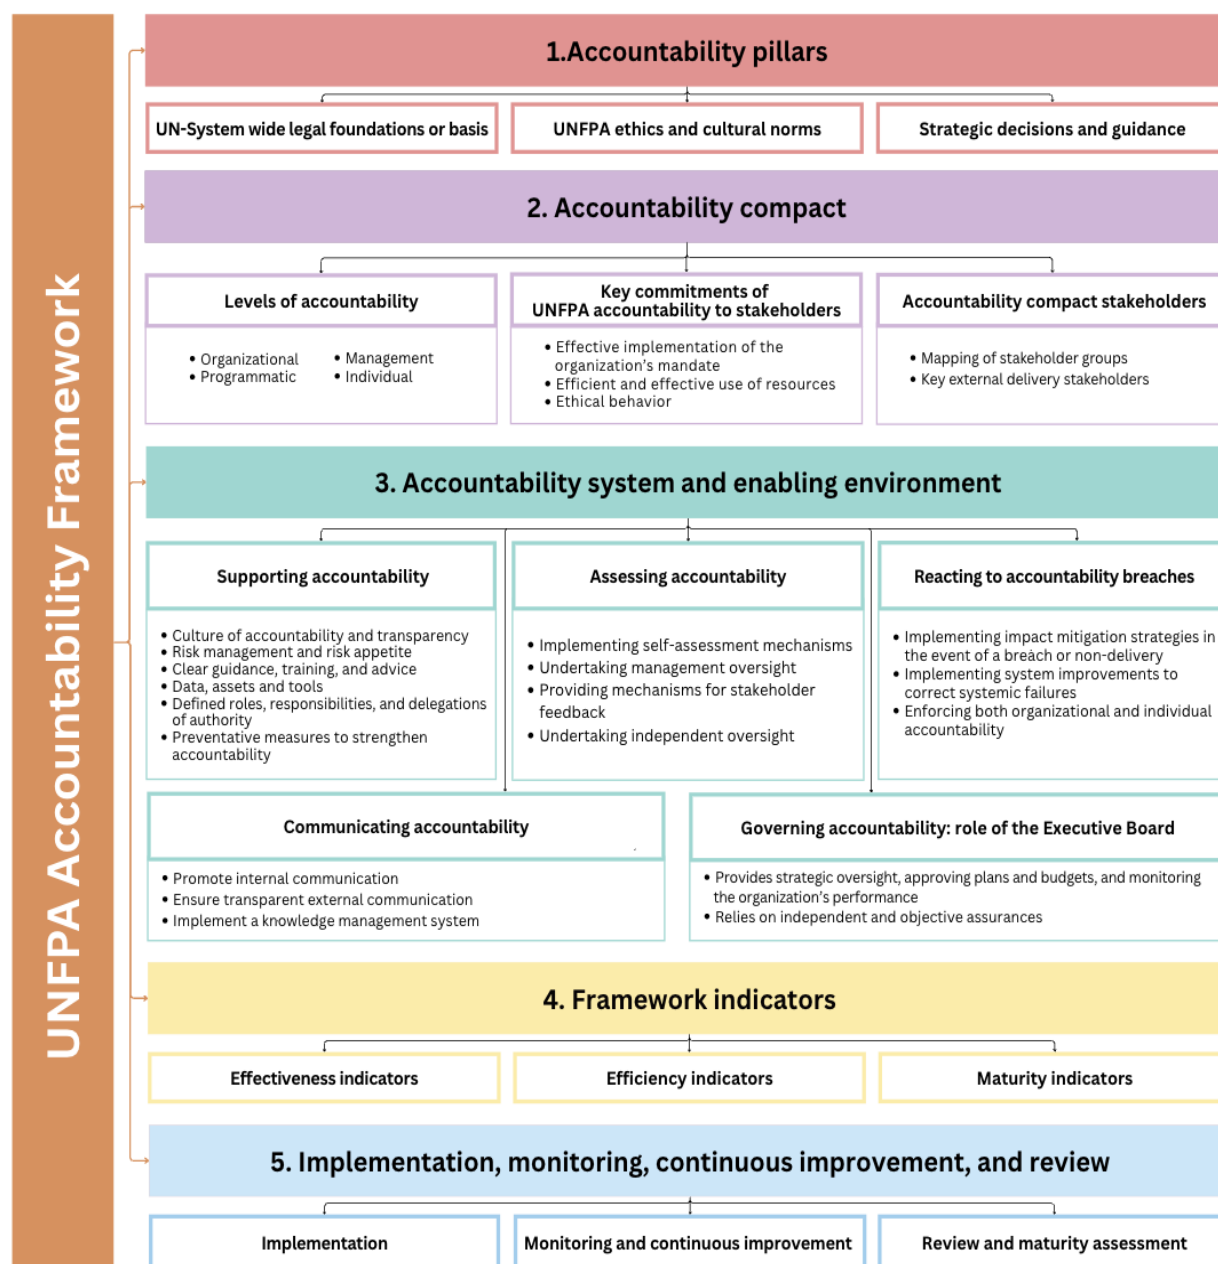 UNFPA Accountability Framework
1.Accountability pillars
UN-System wide legal foundations or basis
UNFPA ethics and cultural norms
Strategic decisions and guidance
2. Accountability compact
Levels of accountability
• Organizational
• Programmatic
• Management
• Individual
Key commitments of
UNFPA accountability to stakeholders
• Effective implementation of the
organization's mandate
• Efficient and effective use of resources
• Ethical behavior
Accountability compact stakeholders
• Mapping of stakeholder groups
• Key external delivery stakeholders
3. Accountability system and enabling environment
Supporting accountability
• Culture of accountability and transparency
• Risk management and risk appetite
• Clear guidance, training, and advice
• Data, assets and tools
• Defined roles, responsibilities, and delegations
of authority
• Preventative measures to strengthen
accountability
Assessing accountability
• Implementing self-assessment mechanisms
• Undertaking management oversight
• Providing mechanisms for stakeholder
feedback
• Undertaking independent oversight
Reacting to accountability breaches
• Implementing impact mitigation strategies in
the event of a breach or non-delivery
• Implementing system improvements to
correct systemic failures
• Enforcing both organizational and individual
accountability
Communicating accountability
• Promote internal communication
• Ensure transparent external communication
• Implement a knowledge management system
Governing accountability: role of the Executive Board
• Provides strategic oversight, approving plans and budgets, and monitoring
the organization's performance
• Relies on independent and objective assurances
4. Framework indicators
Effectiveness indicators
Efficiency indicators
Maturity indicators
5. Implementation, monitoring, continuous improvement, and review
Implementation
Monitoring and continuous improvement
Review and maturity assessment